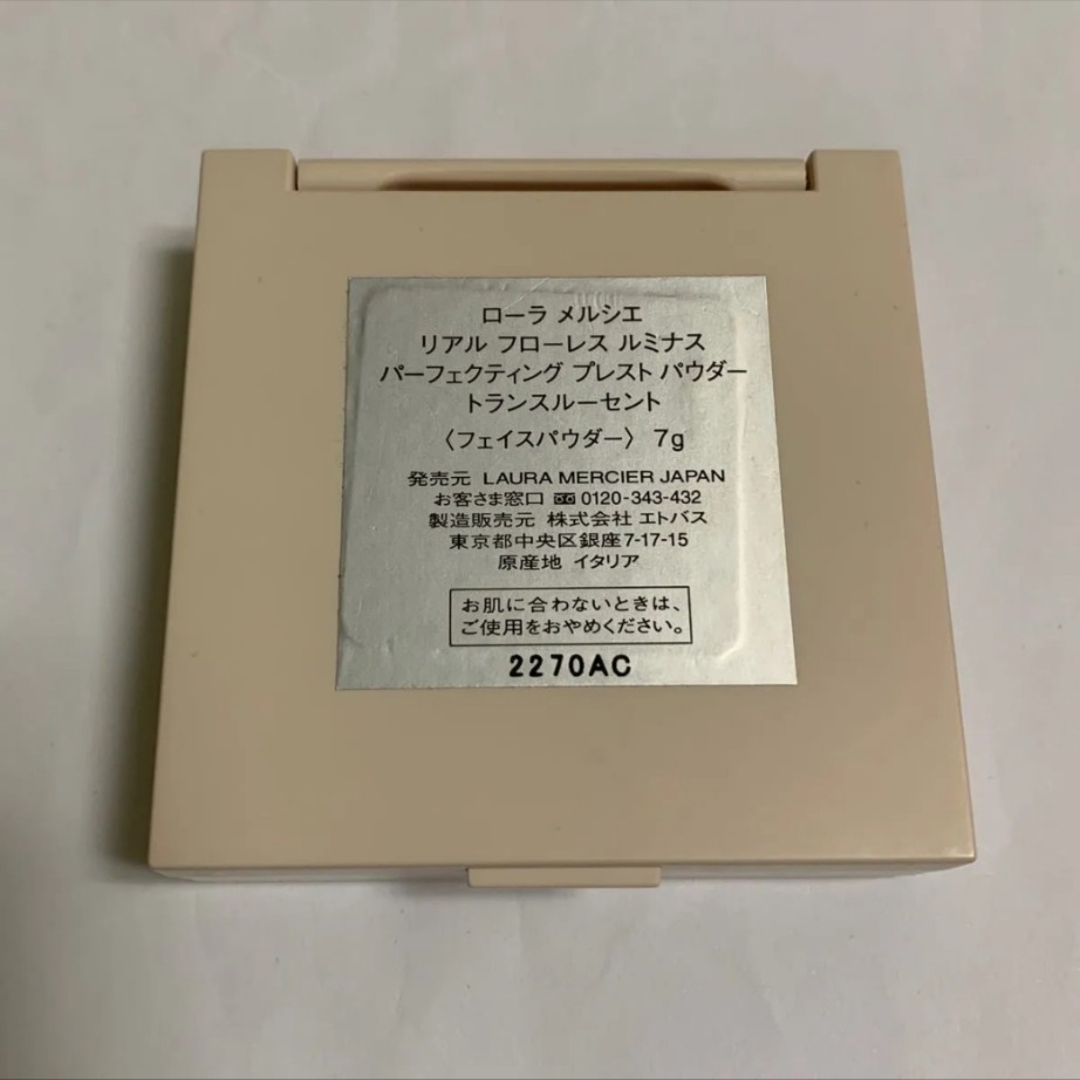 ローラ メルシエ
リアル フローレス ルミナス
パーフェクティング プレスト パウダー
トランスルーセント
〈フェイスパウダー〉 7g
発売元 LAURA MERCIER JAPAN
お客さま窓口 0120-343-432
製造販売元 株式会社 エトバス
東京都中央区銀座7-17-15
原産地 イタリア
お肌に合わないときは、
ご使用をおやめください。
2270AC